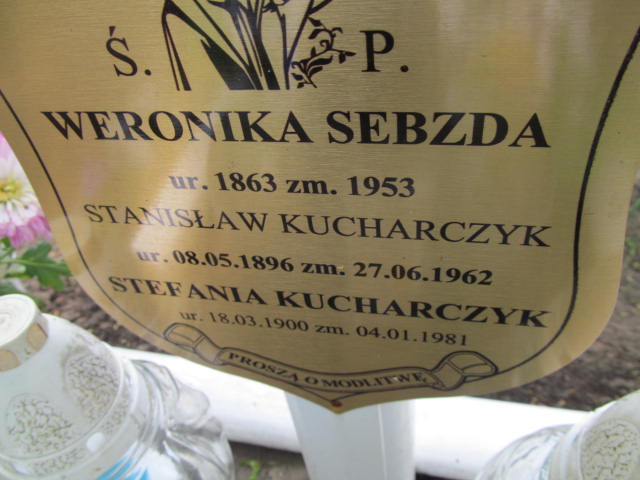 Ś. P.
WERONIKA SEBZDA
ur. 1863 zm. 1953
STANISŁAW KUCHARCZYK
ur. 08.05.1896 zm. 27.06.1962
STEFANIA KUCHARCZYK
ur. 18.03.1900 zm. 04.01.1981
PROSZĄ O MODLITWĘ